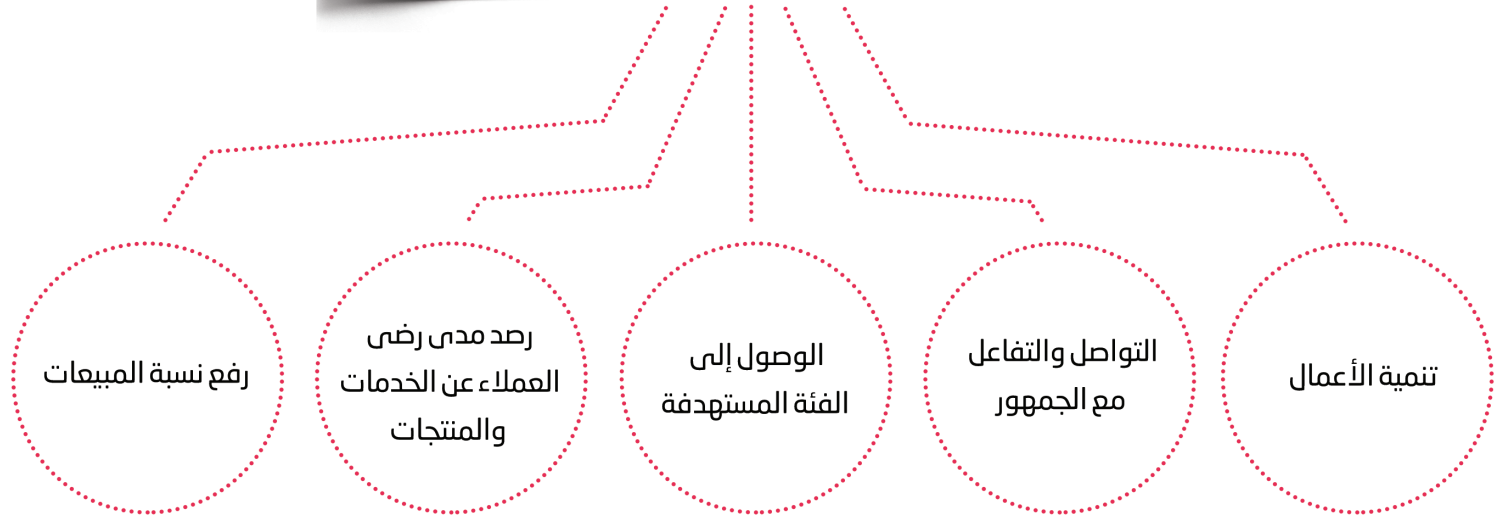 تنمية الأعمال
التواصل والتفاعل
مع الجمهور
الوصول إلى
الفئة المستهدفة
رصد مدى رضى
العملاء عن الخدمات
والمنتجات
رفع نسبة المبيعات